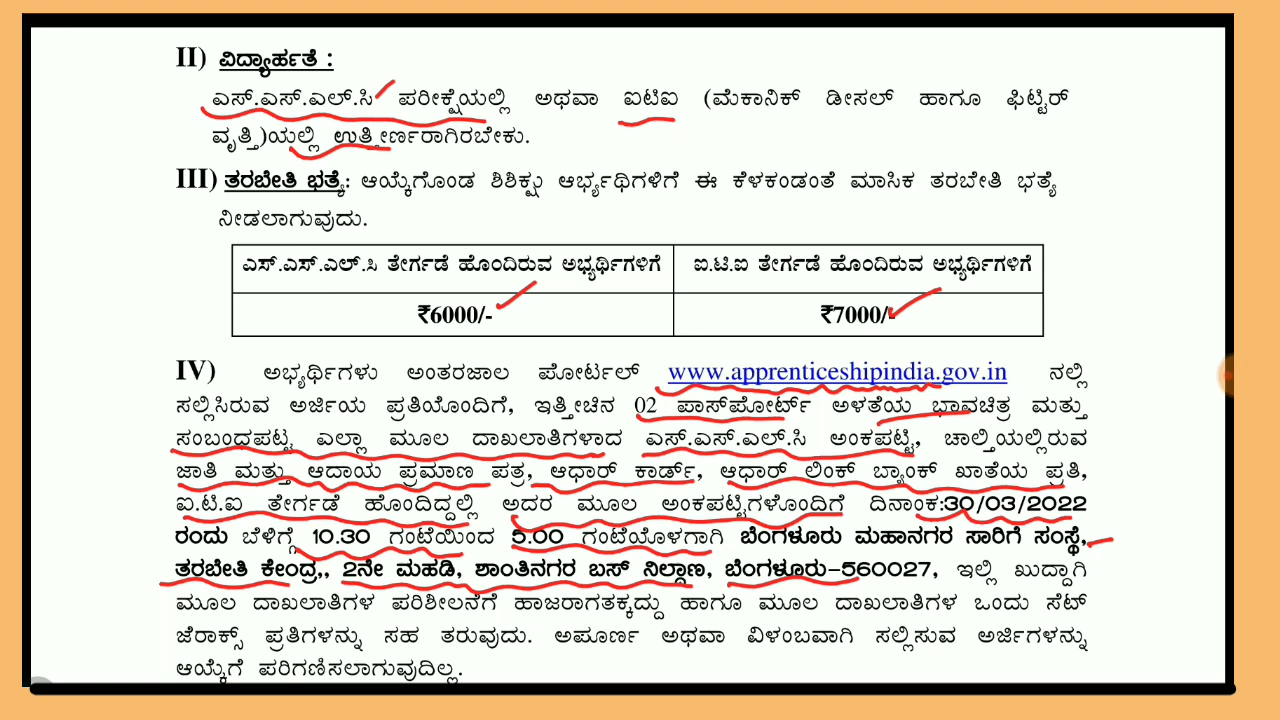 II) ವಿದ್ಯಾರ್ಹತೆ :
ಎಸ್.ಎಸ್.ಎಲ್.ಸಿ ಪರೀಕ್ಷೆಯಲ್ಲಿ ಅಥವಾ ಐಟಿಐ (ಮೆಕಾನಿಕ್ ಡೀಸಲ್ ಹಾಗೂ ಫಿಟ್ಟರ್
ವೃತ್ತಿ)ಯಲ್ಲಿ ಉತ್ತೀರ್ಣರಾಗಿರಬೇಕು.
III) ತರಬೇತಿ ಭತ್ಯೆ: ಆಯ್ಕೆಗೊಂಡ ಶಿಶಿಕ್ಷು ಆರ್ಭ್ಯಥಿಗಳಿಗೆ ಈ ಕೆಳಕಂಡಂತೆ ಮಾಸಿಕ ತರಬೇತಿ ಭತ್ಯೆ
ನೀಡಲಾಗುವುದು.
ಎಸ್.ಎಸ್.ಎಲ್.ಸಿ ತೇರ್ಗಡೆ ಹೊಂದಿರುವ ಅಭ್ಯರ್ಥಿಗಳಿಗೆ ಐ.ಟಿ.ಐ ತೇರ್ಗಡೆ ಹೊಂದಿರುವ ಅಭ್ಯರ್ಥಿಗಳಿಗೆ
₹6000/- ₹7000/-
IV) ಅಭ್ಯರ್ಥಿಗಳು ಅಂತರಜಾಲ ಪೋರ್ಟಲ್ www.apprenticeshipindia.gov.in ನಲ್ಲಿ
ಸಲ್ಲಿಸಿರುವ ಅರ್ಜಿಯ ಪ್ರತಿಯೊಂದಿಗೆ, ಇತ್ತೀಚಿನ 02 ಪಾಸ್‌ಪೋರ್ಟ್ ಅಳತೆಯ ಭಾವಚಿತ್ರ ಮತ್ತು
ಸಂಬಂಧಪಟ್ಟ ಎಲ್ಲಾ ಮೂಲ ದಾಖಲಾತಿಗಳಾದ ಎಸ್.ಎಸ್.ಎಲ್.ಸಿ ಅಂಕಪಟ್ಟಿ, ಚಾಲ್ತಿಯಲ್ಲಿರುವ
ಜಾತಿ ಮತ್ತು ಆದಾಯ ಪ್ರಮಾಣ ಪತ್ರ, ಆಧಾರ್ ಕಾರ್ಡ್, ಆಧಾರ್ ಲಿಂಕ್ ಬ್ಯಾಂಕ್ ಖಾತೆಯ ಪ್ರತಿ,
ಐ.ಟಿ.ಐ ತೇರ್ಗಡೆ ಹೊಂದಿದ್ದಲ್ಲಿ ಅದರ ಮೂಲ ಅಂಕಪಟ್ಟಿಗಳೊಂದಿಗೆ ದಿನಾಂಕ:30/03/2022
ರಂದು ಬೆಳಿಗ್ಗೆ 10.30 ಗಂಟೆಯಿಂದ 5.00 ಗಂಟೆಯೊಳಗಾಗಿ ಬೆಂಗಳೂರು ಮಹಾನಗರ ಸಾರಿಗೆ ಸಂಸ್ಥೆ,
ತರಬೇತಿ ಕೇಂದ್ರ,, 2ನೇ ಮಹಡಿ, ಶಾಂತಿನಗರ ಬಸ್ ನಿಲ್ದಾಣ, ಬೆಂಗಳೂರು-560027, ಇಲ್ಲಿ ಖುದ್ದಾಗಿ
ಮೂಲ ದಾಖಲಾತಿಗಳ ಪರಿಶೀಲನೆಗೆ ಹಾಜರಾಗತಕ್ಕದ್ದು ಹಾಗೂ ಮೂಲ ದಾಖಲಾತಿಗಳ ಒಂದು ಸೆಟ್
ಜೆರಾಕ್ಸ್ ಪ್ರತಿಗಳನ್ನು ಸಹ ತರುವುದು. ಅಪೂರ್ಣ ಅಥವಾ ವಿಳಂಬವಾಗಿ ಸಲ್ಲಿಸುವ ಅರ್ಜಿಗಳನ್ನು
ಆಯ್ಕೆಗೆ ಪರಿಗಣಿಸಲಾಗುವುದಿಲ್ಲ.